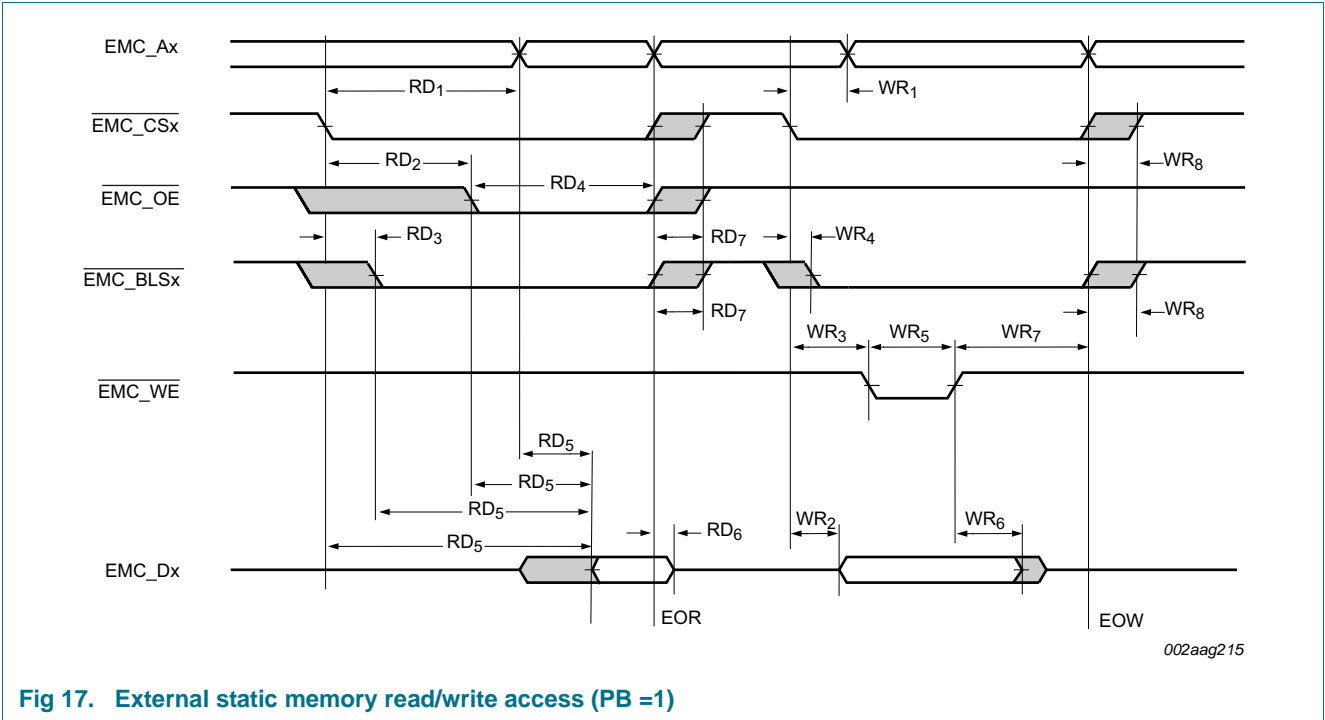 EMC_Ax
RD1
WR1
EMC_CSx
RD2
WR8
EMC_OE
RD4
RD3
RD7
WR4
EMC_BLSx
RD7
WR8
WR3
WR5
WR7
EMC_WE
RD5
RD5
RD5
RD5
WR2
RD6
WR6
EMC_Dx
EOR
EOW
002aag215
Fig 17. External static memory read/write access (PB =1)